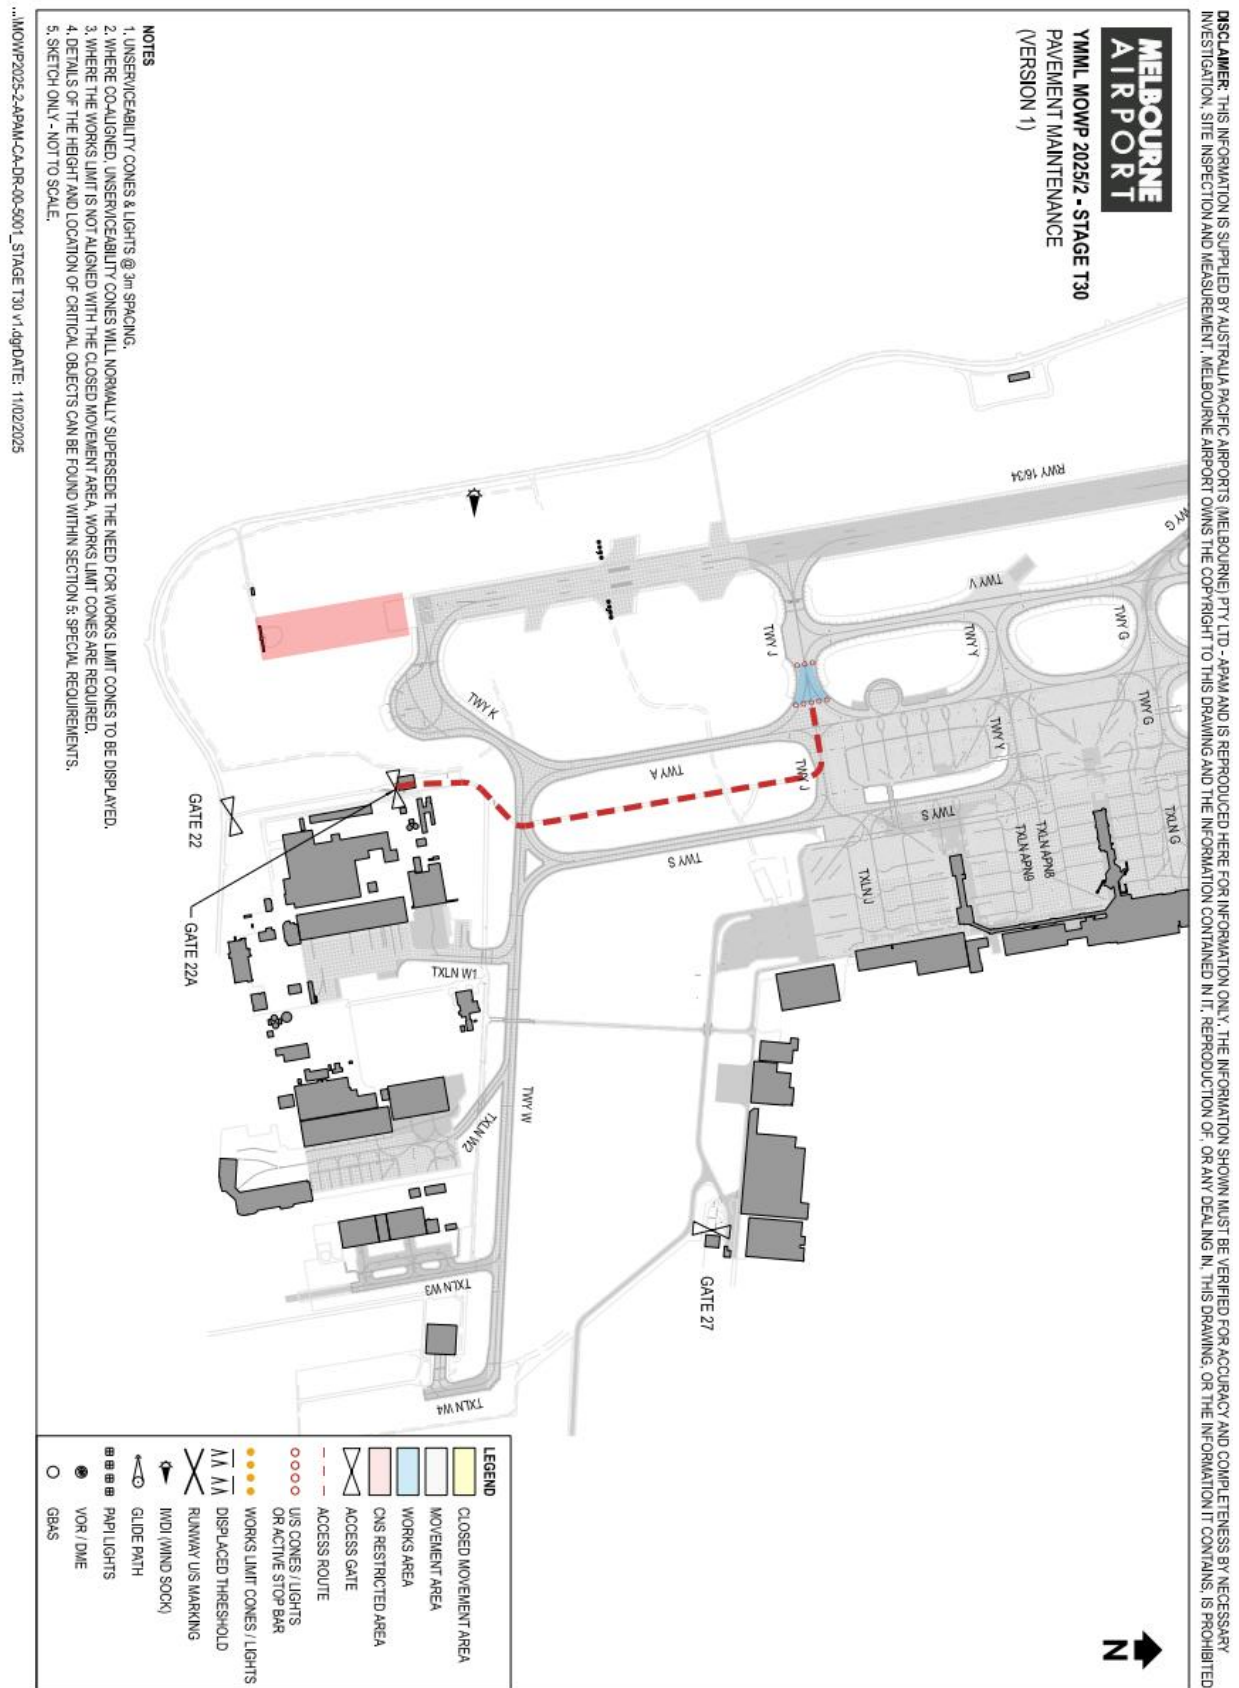 DISCLAIMER: THIS INFORMATION IS SUPPLIED BY AUSTRALIA PACIFIC AIRPORTS (MELBOURNE) PTY LTD - APAM AND IS REPRODUCED HERE FOR INFORMATION ONLY. THE INFORMATION SHOWN MUST BE VERIFIED FOR ACCURACY AND COMPLETENESS BY NECESSARY
INVESTIGATION, SITE INSPECTION AND MEASUREMENT. MELBOURNE AIRPORT OWNS THE COPYRIGHT TO THIS DRAWING AND THE INFORMATION CONTAINED IN IT. REPRODUCTION OF, OR ANY DEALING IN, THIS DRAWING, OR THE INFORMATION IT CONTAINS, IS PROHIBITED
MELBOURNE
AIRPORT
YMML MOWP 2025/2 - STAGE T30
PAVEMENT MAINTENANCE
(VERSION 1)
N
RWY 16/34
WY G
TWY V
TWY G
TWY J
TWY Y
TWY G
TWY Y
TWY K
TWY A
TWY J
TWY S
TXLN G
TXLN APN8
TXLN APN9
TWY S
TXLN J
GATE 22
GATE 22A
TXLN W1
TWY W
TXLN W2
GATE 27
TXLN W3
TXLN W4
NOTES
1. UNSERVICEABILITY CONES & LIGHTS @ 3m SPACING.
2. WHERE CO-ALIGNED, UNSERVICEABILITY CONES WILL NORMALLY SUPERSEDE THE NEED FOR WORKS LIMIT CONES TO BE DISPLAYED.
3. WHERE THE WORKS LIMIT IS NOT ALIGNED WITH THE CLOSED MOVEMENT AREA, WORKS LIMIT CONES ARE REQUIRED.
4. DETAILS OF THE HEIGHT AND LOCATION OF CRITICAL OBJECTS CAN BE FOUND WITHIN SECTION 5: SPECIAL REQUIREMENTS.
5. SKETCH ONLY - NOT TO SCALE.
LEGEND
CLOSED MOVEMENT AREA
MOVEMENT AREA
WORKS AREA
CNS RESTRICTED AREA
ACCESS GATE
ACCESS ROUTE
U/S CONES / LIGHTS
OR ACTIVE STOP BAR
WORKS LIMIT CONES / LIGHTS
DISPLACED THRESHOLD
RUNWAY U/S MARKING
IWDI (WIND SOCK)
GLIDE PATH
PAPI LIGHTS
VOR / DME
GBAS
...\MOWP2025-2-APAM-CA-DR-00-5001_STAGE T30 v1.dgnDATE: 11/02/2025